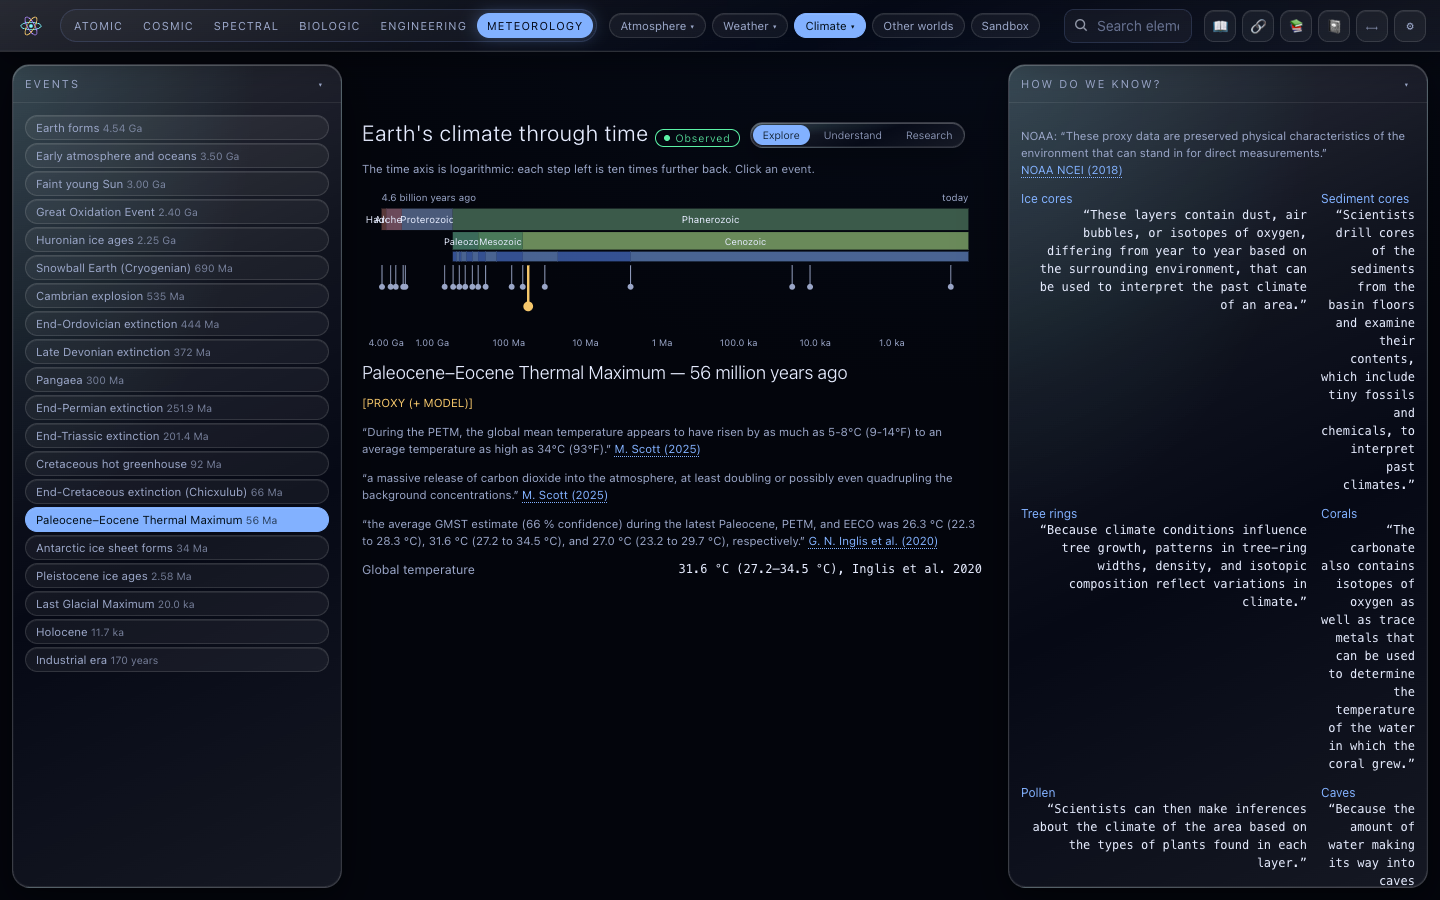 ATOMIC COSMIC SPECTRAL BIOLOGIC ENGINEERING METEOROLOGY Atmosphere ▾ Weather ▾ Climate ▾ Other worlds Sandbox Search elem
EVENTS
Earth forms 4.54 Ga
Early atmosphere and oceans 3.50 Ga
Faint young Sun 3.00 Ga
Great Oxidation Event 2.40 Ga
Huronian ice ages 2.25 Ga
Snowball Earth (Cryogenian) 690 Ma
Cambrian explosion 535 Ma
End-Ordovician extinction 444 Ma
Late Devonian extinction 372 Ma
Pangaea 300 Ma
End-Permian extinction 251.9 Ma
End-Triassic extinction 201.4 Ma
Cretaceous hot greenhouse 92 Ma
End-Cretaceous extinction (Chicxulub) 66 Ma
Paleocene–Eocene Thermal Maximum 56 Ma
Antarctic ice sheet forms 34 Ma
Pleistocene ice ages 2.58 Ma
Last Glacial Maximum 20.0 ka
Holocene 11.7 ka
Industrial era 170 years
Earth's climate through time Observed Explore Understand Research
The time axis is logarithmic: each step left is ten times further back. Click an event.
4.6 billion years ago today
Proterozoic Phanerozoic
Paleozo Mesozoic Cenozoic
4.00 Ga 1.00 Ga 100 Ma 10 Ma 1 Ma 100.0 ka 10.0 ka 1.0 ka
Paleocene–Eocene Thermal Maximum — 56 million years ago
[PROXY (+ MODEL)]
“During the PETM, the global mean temperature appears to have risen by as much as 5-8°C (9-14°F) to an
average temperature as high as 34°C (93°F).” M. Scott (2025)
“a massive release of carbon dioxide into the atmosphere, at least doubling or possibly even quadrupling the
background concentrations.” M. Scott (2025)
“the average GMST estimate (66 % confidence) during the latest Paleocene, PETM, and EECO was 26.3 °C (22.3
to 28.3 °C), 31.6 °C (27.2 to 34.5 °C), and 27.0 °C (23.2 to 29.7 °C), respectively.” G. N. Inglis et al. (2020)
Global temperature 31.6 °C (27.2–34.5 °C), Inglis et al. 2020
HOW DO WE KNOW?
NOAA: “These proxy data are preserved physical characteristics of the
environment that can stand in for direct measurements.”
NOAA NCEI (2018)
Ice cores
“These layers contain dust, air
bubbles, or isotopes of oxygen,
differing from year to year based on
the surrounding environment, that can
be used to interpret the past climate
of an area.”
Sediment cores
“Scientists
drill cores
of the
sediments
from the
basin floors
and examine
their
contents,
which include
tiny fossils
and
chemicals, to
interpret
past
climates.”
Tree rings
“Because climate conditions influence
tree growth, patterns in tree-ring
widths, density, and isotopic
composition reflect variations in
climate.”
Corals
“The
carbonate
also contains
isotopes of
oxygen as
well as trace
metals that
can be used
to determine
the
temperature
of the water
in which the
coral grew.”
Pollen
“Scientists can then make inferences
about the climate of the area based on
the types of plants found in each
layer.”
Caves
“Because the
amount of
water making
its way into
caves